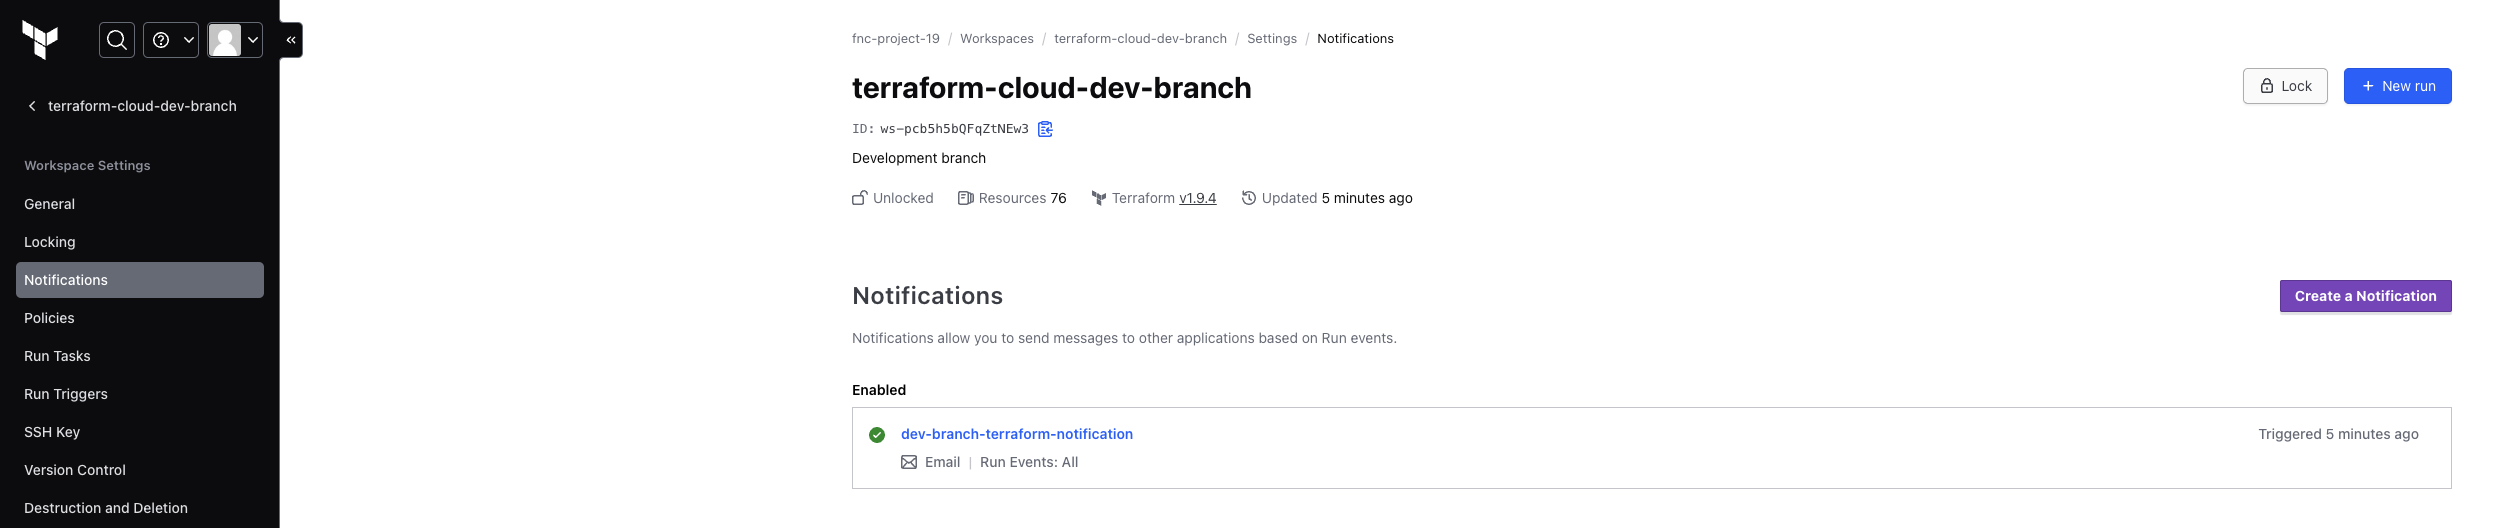 terraform-cloud-dev-branch
Workspace Settings
General
Locking
Notifications
Policies
Run Tasks
Run Triggers
SSH Key
Version Control
Destruction and Deletion
fnc-project-19 / Workspaces / terraform-cloud-dev-branch / Settings / Notifications
terraform-cloud-dev-branch
Lock
+ New run
ID: ws-pcb5h5bQFqZtNEw3
Development branch
Unlocked Resources 76 Terraform v1.9.4 Updated 5 minutes ago
Notifications
Create a Notification
Notifications allow you to send messages to other applications based on Run events.
Enabled
dev-branch-terraform-notification
Triggered 5 minutes ago
Email | Run Events: All